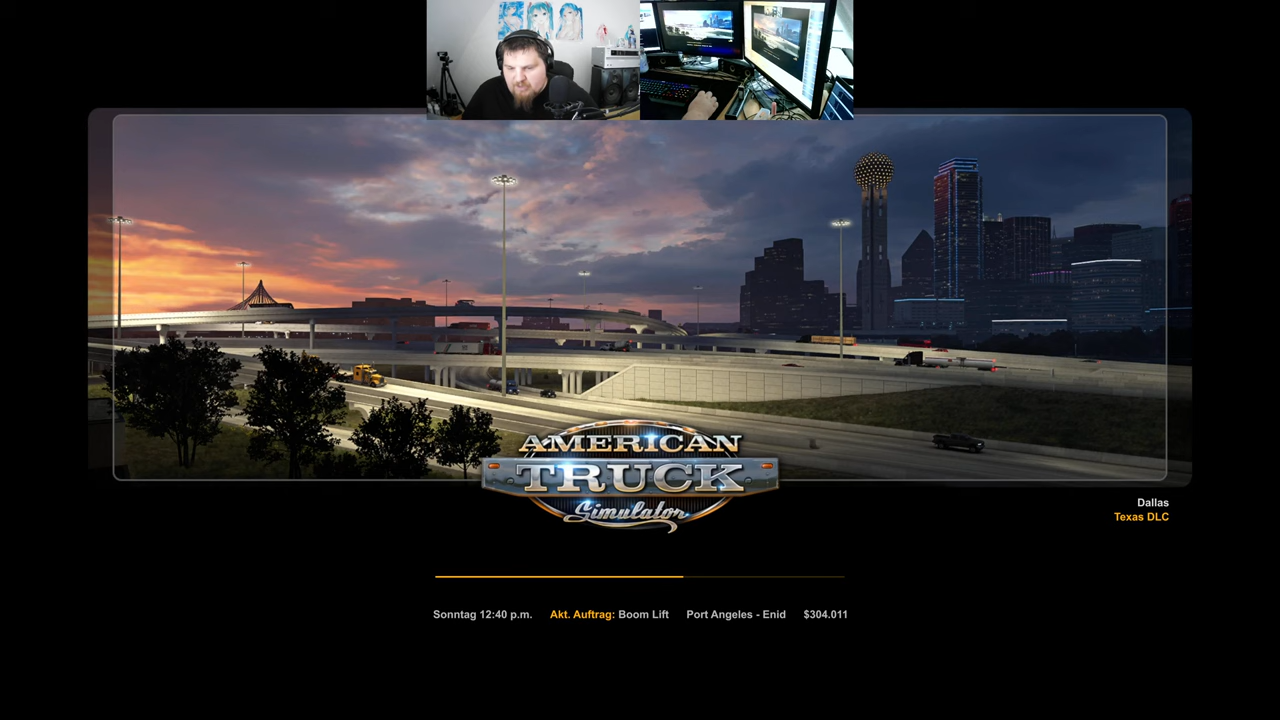 AMERICAN
TRUCK
Simulator
Dallas
Texas DLC
Sonntag 12:40 p.m. Akt. Auftrag: Boom Lift Port Angeles - Enid $304.011